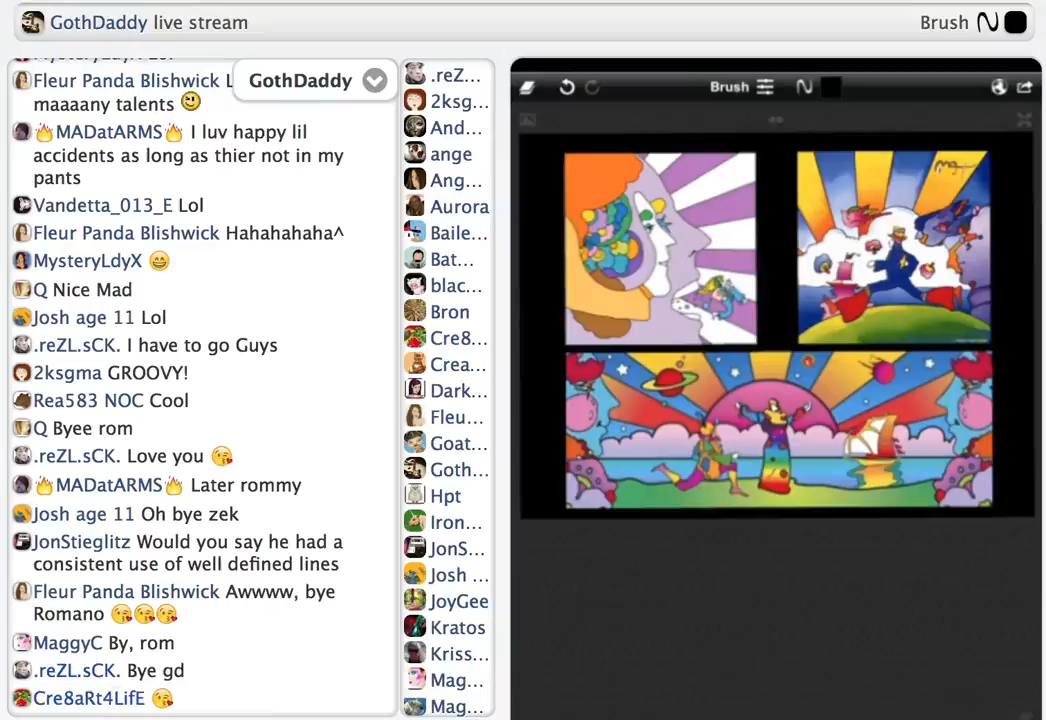 GothDaddy live stream
Brush
Fleur Panda Blishwick L
GothDaddy
maaaany talents
MADatARMS I luv happy lil
accidents as long as thier not in my
pants
Vandetta_013_E Lol
Fleur Panda Blishwick Hahahahaha^
MysteryLdyX
Q Nice Mad
Josh age 11 Lol
.reZL.sCK. I have to go Guys
2ksgma GROOVY!
Rea583 NOC Cool
Q Byee rom
.reZL.sCK. Love you
MADatARMS Later rommy
Josh age 11 Oh bye zek
JonStieglitz Would you say he had a
consistent use of well defined lines
Fleur Panda Blishwick Awwww, bye
Romano
MaggyC By, rom
.reZL.sCK. Bye gd
Cre8aRt4LifE
.reZ...
2ksg...
And...
ange
Ang...
Aurora
Baile...
Bat...
blac...
Bron
Cre8...
Crea...
Dark...
Fleu...
Goat...
Goth...
Hpt
Iron...
JonS...
Josh ...
JoyGee
Kratos
Kriss...
Mag...
Mag...
Brush